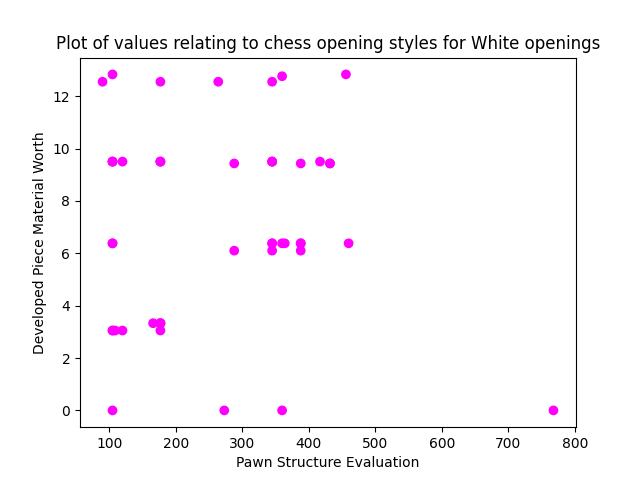 Plot of values relating to chess opening styles for White openings
Developed Piece Material Worth
12
10
8
6
4
2
0
100 200 300 400 500 600 700 800
Pawn Structure Evaluation